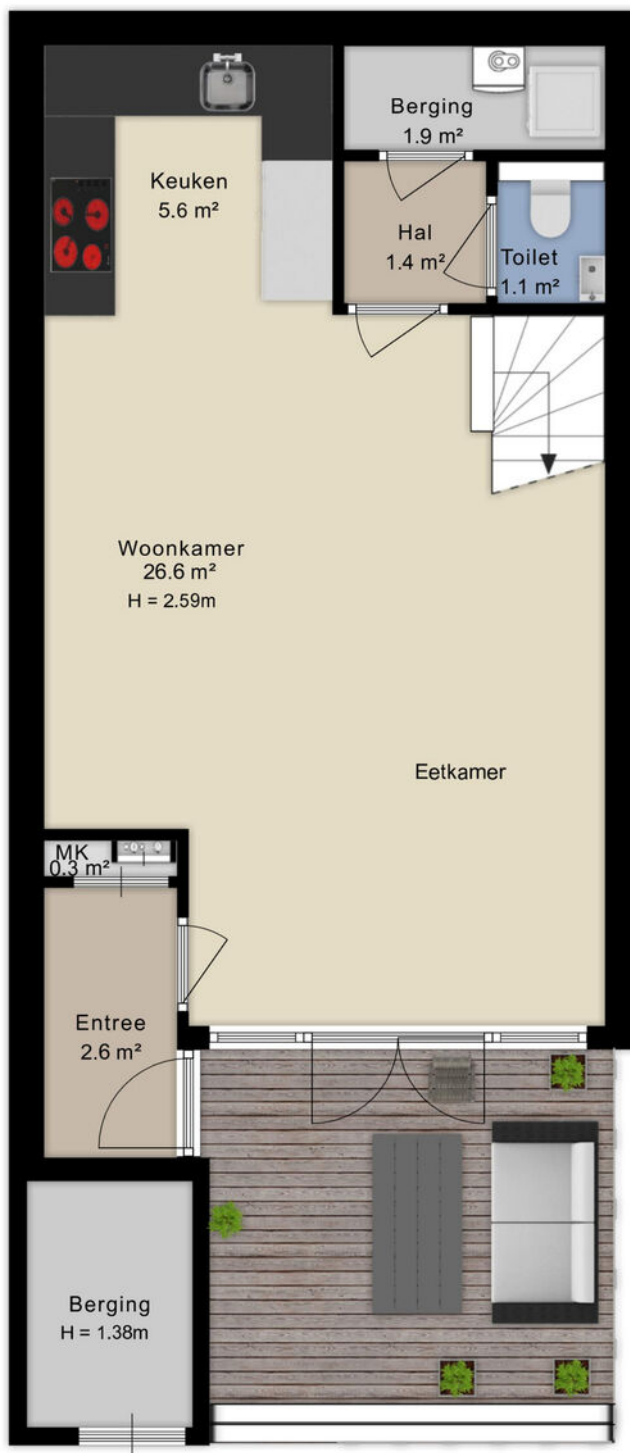 Berging
1.9 m²
Keuken
5.6 m²
Hal
1.4 m²
Toilet
1.1 m²
Woonkamer
26.6 m²
H = 2.59m
Eetkamer
MK
0.3 m²
Entree
2.6 m²
Berging
H = 1.38m